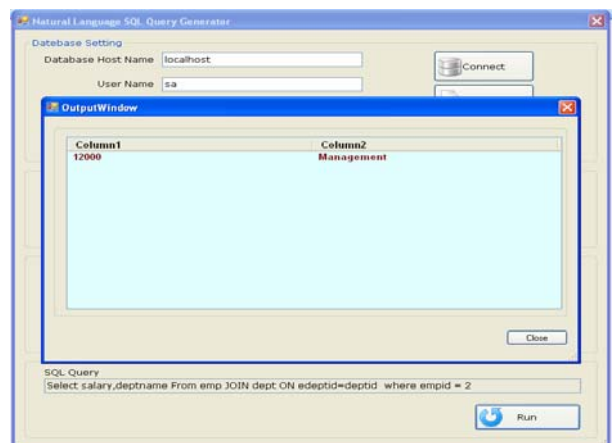 Natural Language SQL Query Generator
Datebase Setting
Database Host Name localhost
Connect
User Name sa
OutputWindow
Column1 Column2
12000 Management
Close
SQL Query
Select salary,deptname From emp JOIN dept ON edeptid=deptid where empid = 2
Run